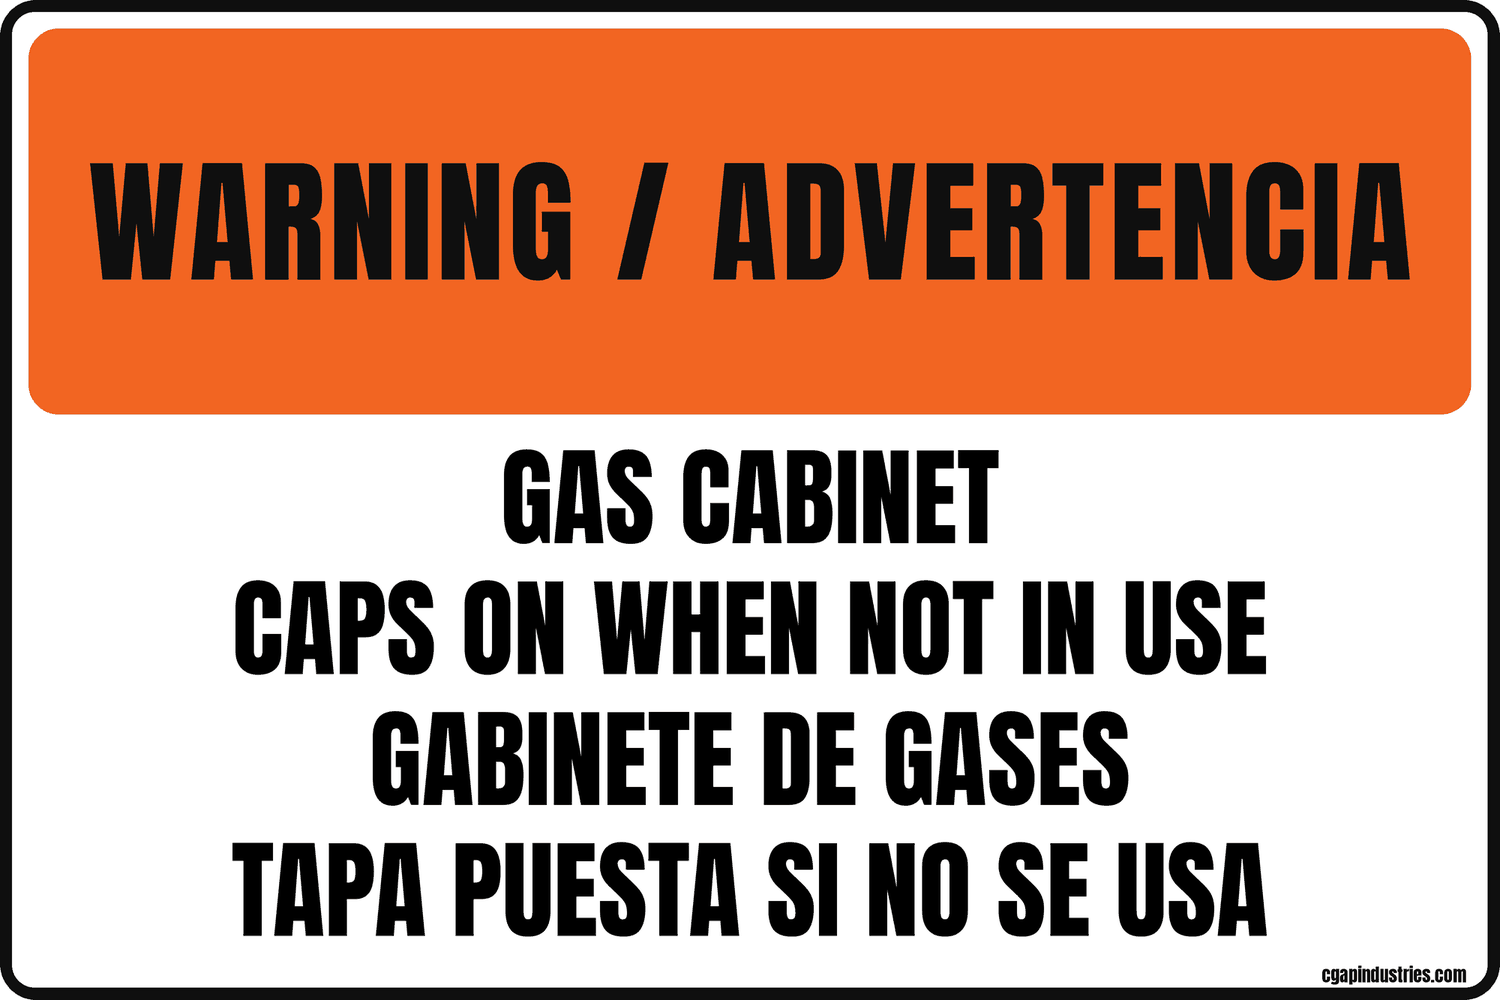 WARNING / ADVERTENCIA
GAS CABINET
CAPS ON WHEN NOT IN USE
GABINETE DE GASES
TAPA PUESTA SI NO SE USA
cgapindustries.com